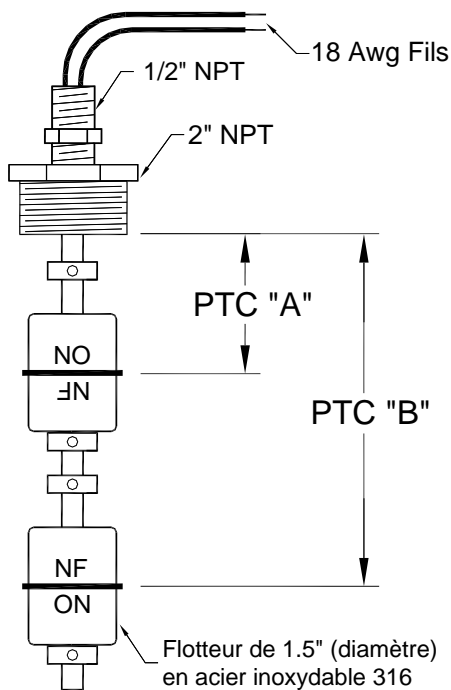 18 Awg Fils
1/2" NPT
2" NPT
PTC "A"
NO
NF
PTC "B"
NF
NO
Flotteur de 1.5" (diamètre)
en acier inoxydable 316